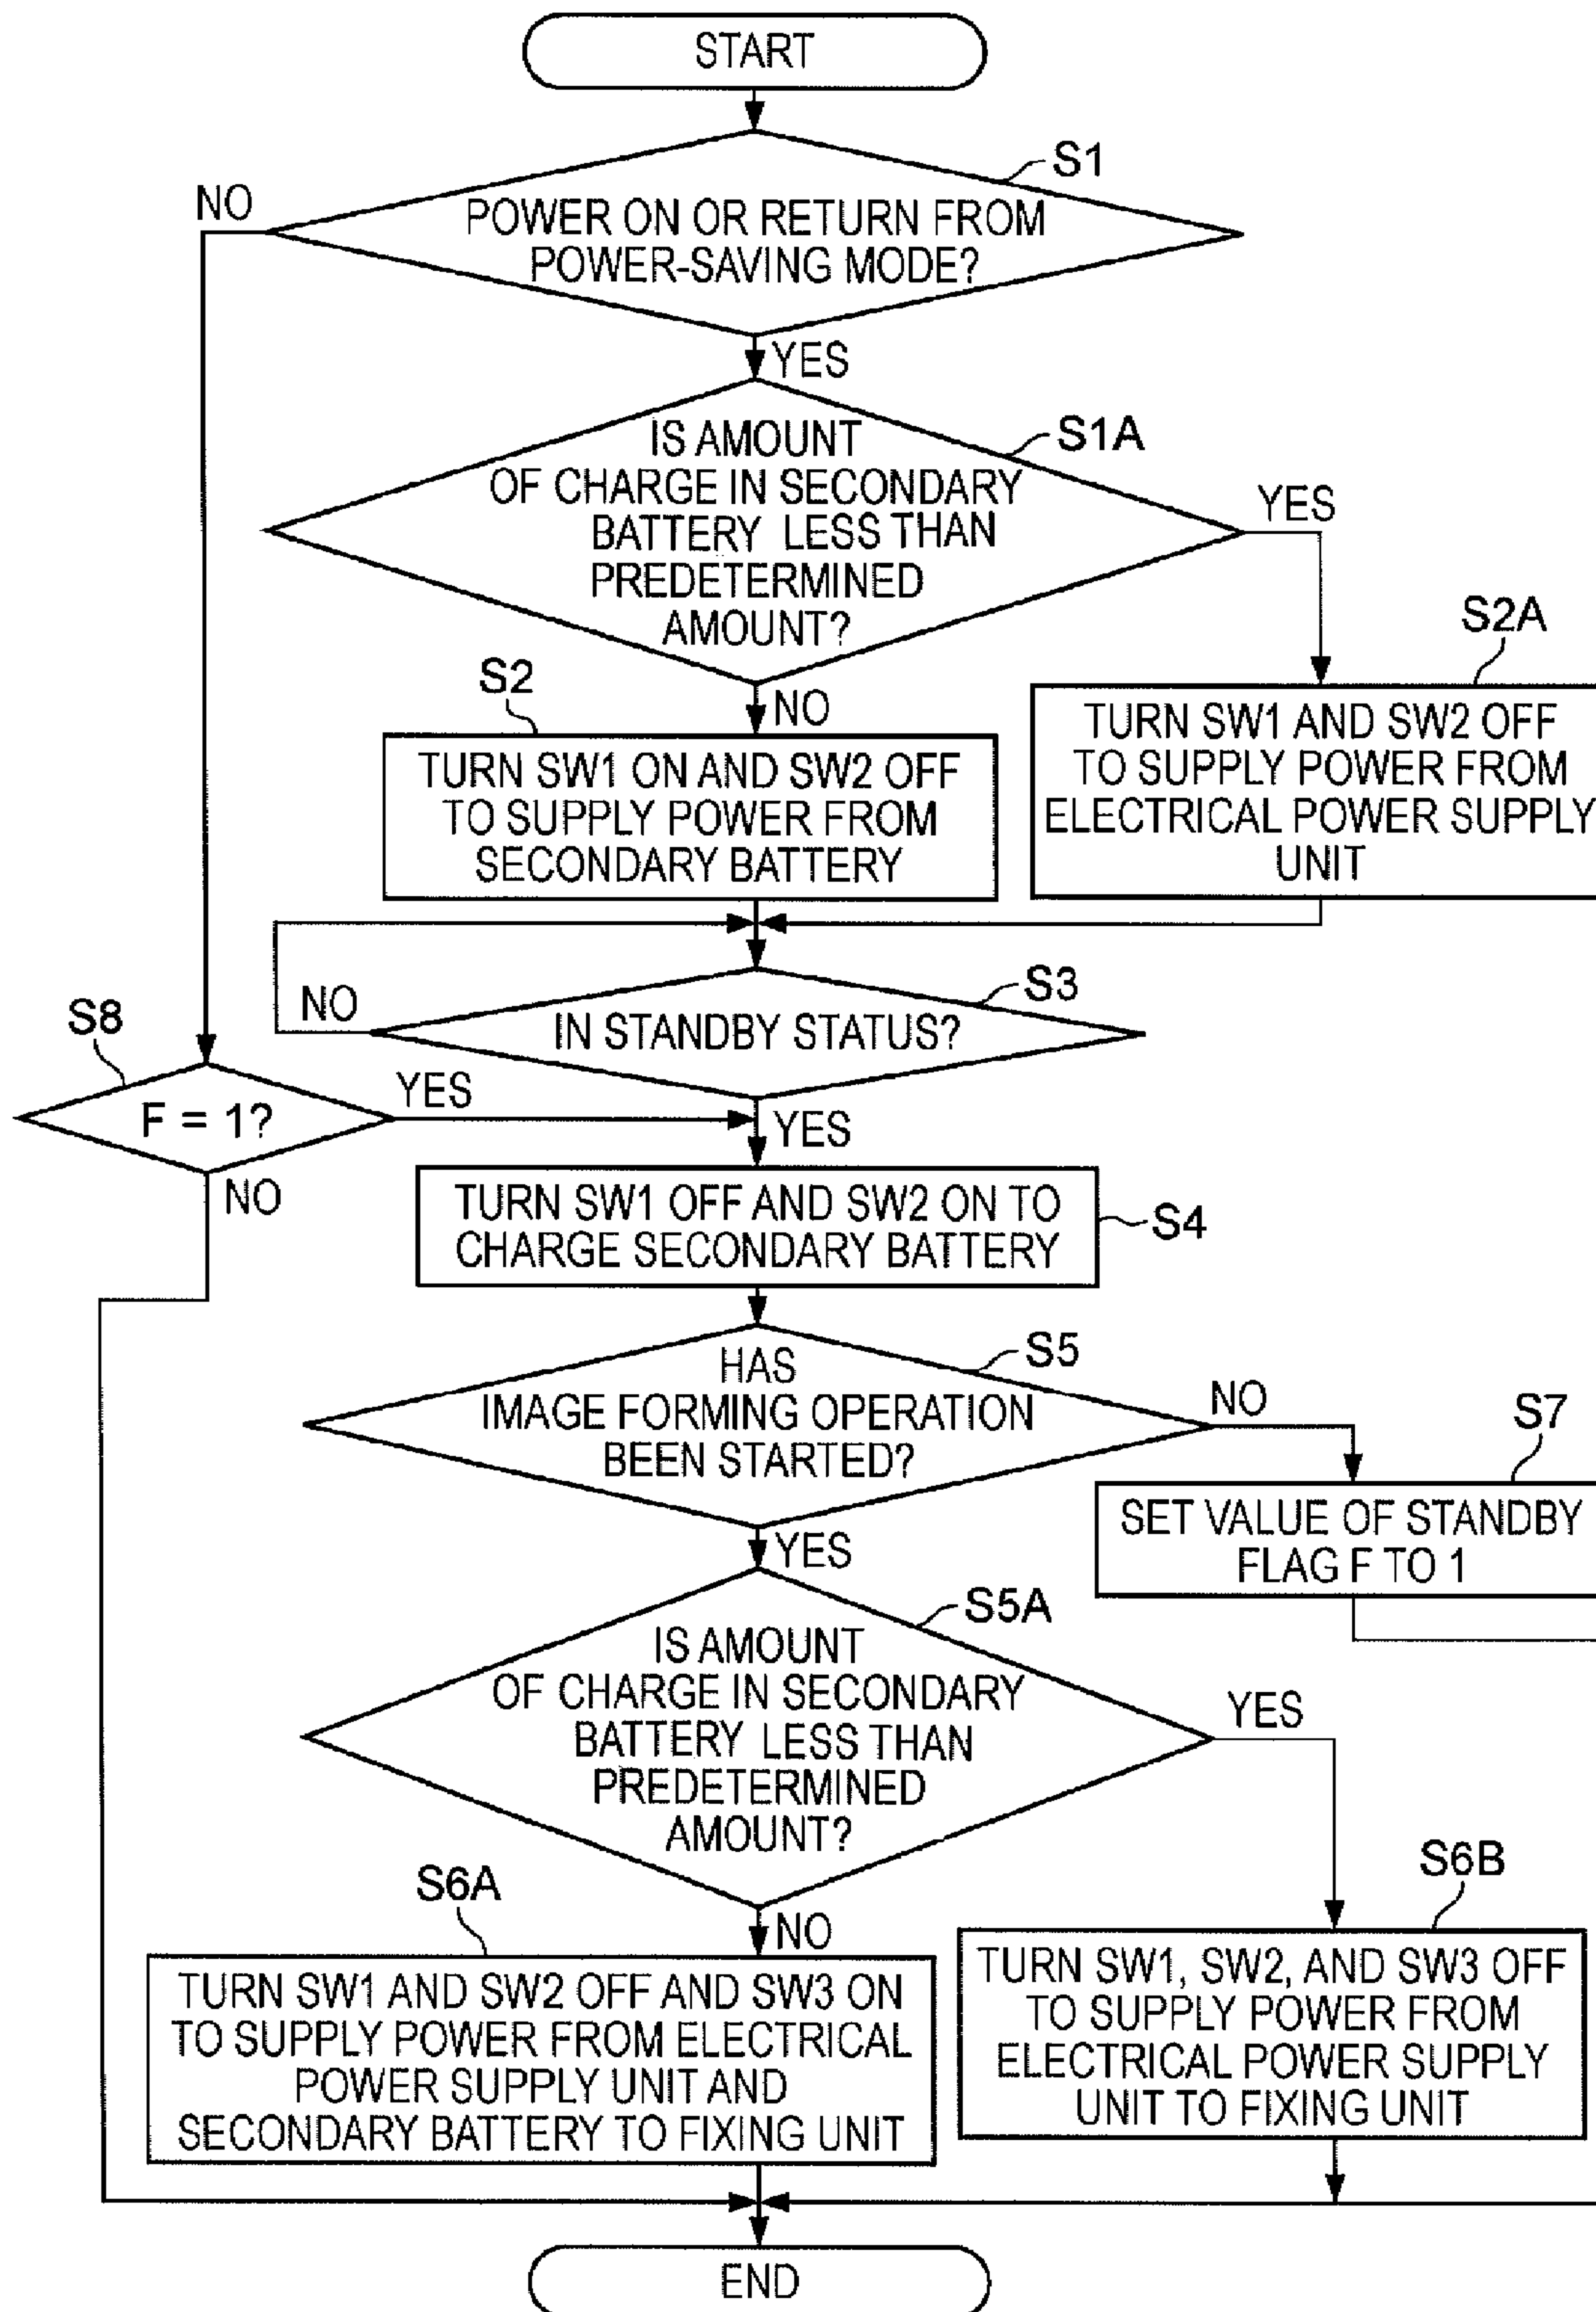 START
S1
NO
POWER ON OR RETURN FROM
POWER-SAVING MODE?
YES
S1A
IS AMOUNT
OF CHARGE IN SECONDARY
BATTERY LESS THAN
PREDETERMINED
AMOUNT?
YES
S2A
S2
NO
TURN SW1 AND SW2 OFF
TO SUPPLY POWER FROM
ELECTRICAL POWER SUPPLY
UNIT
TURN SW1 ON AND SW2 OFF
TO SUPPLY POWER FROM
SECONDARY BATTERY
S3
NO
IN STANDBY STATUS?
S8
YES
F = 1?
YES
NO
TURN SW1 OFF AND SW2 ON TO
CHARGE SECONDARY BATTERY
S4
S5
HAS
IMAGE FORMING OPERATION
BEEN STARTED?
NO
S7
SET VALUE OF STANDBY
FLAG F TO 1
YES
S5A
IS AMOUNT
OF CHARGE IN SECONDARY
BATTERY LESS THAN
PREDETERMINED
AMOUNT?
YES
S6B
S6A
NO
TURN SW1 AND SW2 OFF AND SW3 ON
TO SUPPLY POWER FROM ELECTRICAL
POWER SUPPLY UNIT AND
SECONDARY BATTERY TO FIXING UNIT
TURN SW1, SW2, AND SW3 OFF
TO SUPPLY POWER FROM
ELECTRICAL POWER SUPPLY
UNIT TO FIXING UNIT
END